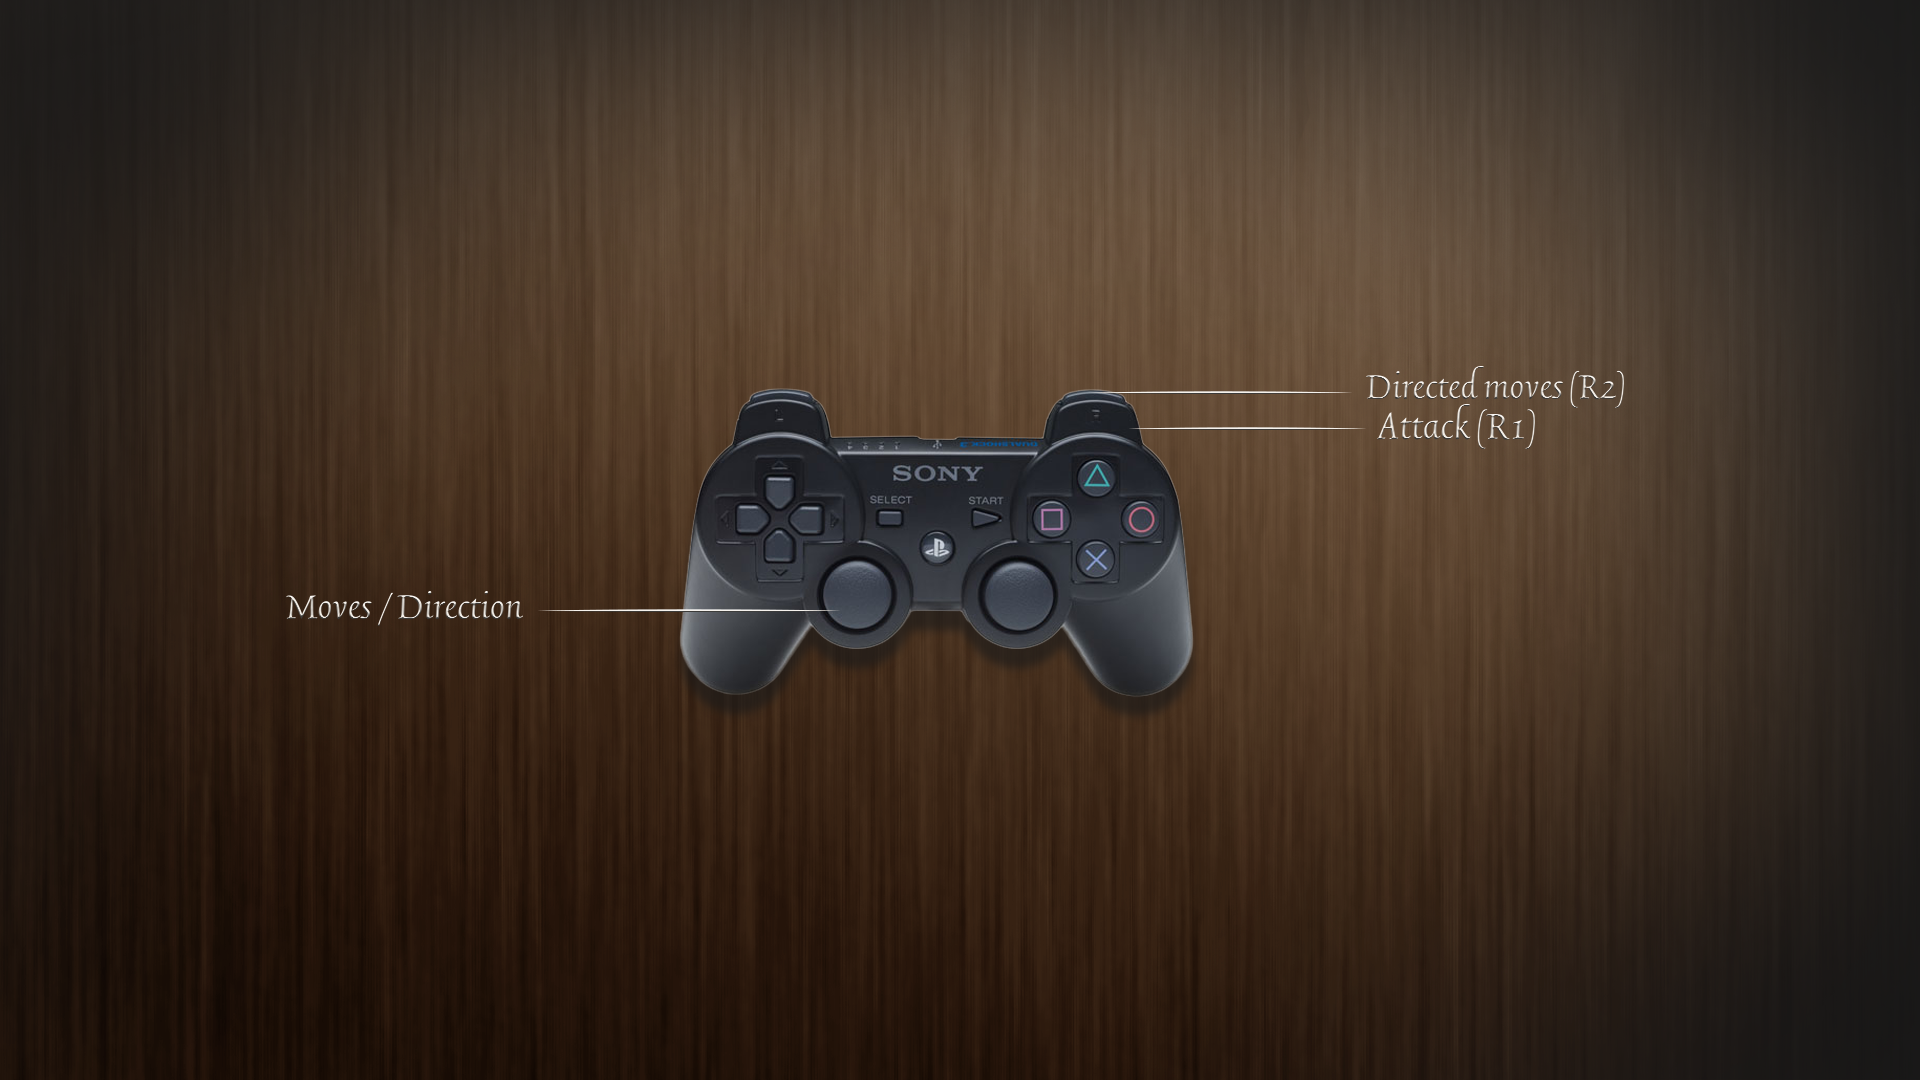 Directed moves (R2)
Attack (R1)
SONY
SELECT
START
Moves / Direction